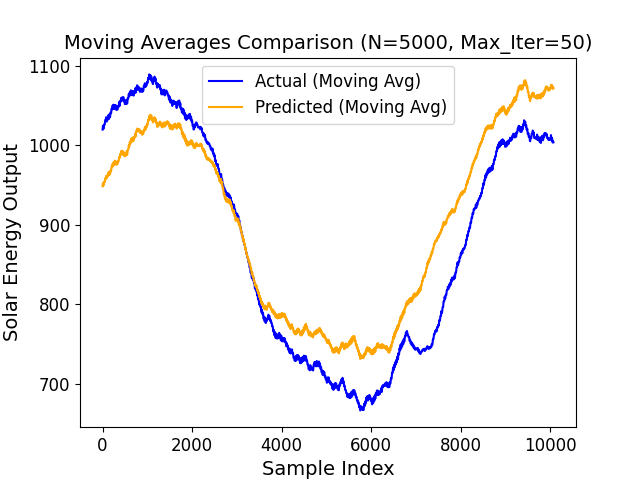 Moving Averages Comparison (N=5000, Max_Iter=50)
Actual (Moving Avg)
Predicted (Moving Avg)
Solar Energy Output
1100
1000
900
800
700
0 2000 4000 6000 8000 10000
Sample Index